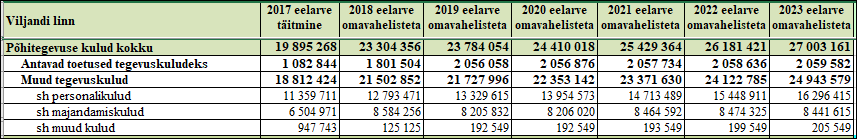 Viljandi linn 2017 eelarve täitmine 2018 eelarve omavahelisteta 2019 eelarve omavahelisteta 2020 eelarve omavahelisteta 2021 eelarve omavahelisteta 2022 eelarve omavahelisteta 2023 eelarve omavahelisteta
Põhitegevuse kulud kokku 19 895 268 23 304 356 23 784 054 24 410 018 25 429 364 26 181 421 27 003 161
Antavad toetused tegevuskuludeks 1 082 844 1 801 504 2 056 058 2 056 876 2 057 734 2 058 636 2 059 582
Muud tegevuskulud 18 812 424 21 502 852 21 727 996 22 353 142 23 371 630 24 122 785 24 943 579
sh personalikulud 11 359 711 12 793 471 13 329 615 13 954 573 14 713 489 15 448 911 16 296 415
sh majandamiskulud 6 504 971 8 584 256 8 205 832 8 206 020 8 464 592 8 474 325 8 441 615
sh muud kulud 947 743 125 125 192 549 192 549 193 549 199 549 205 549